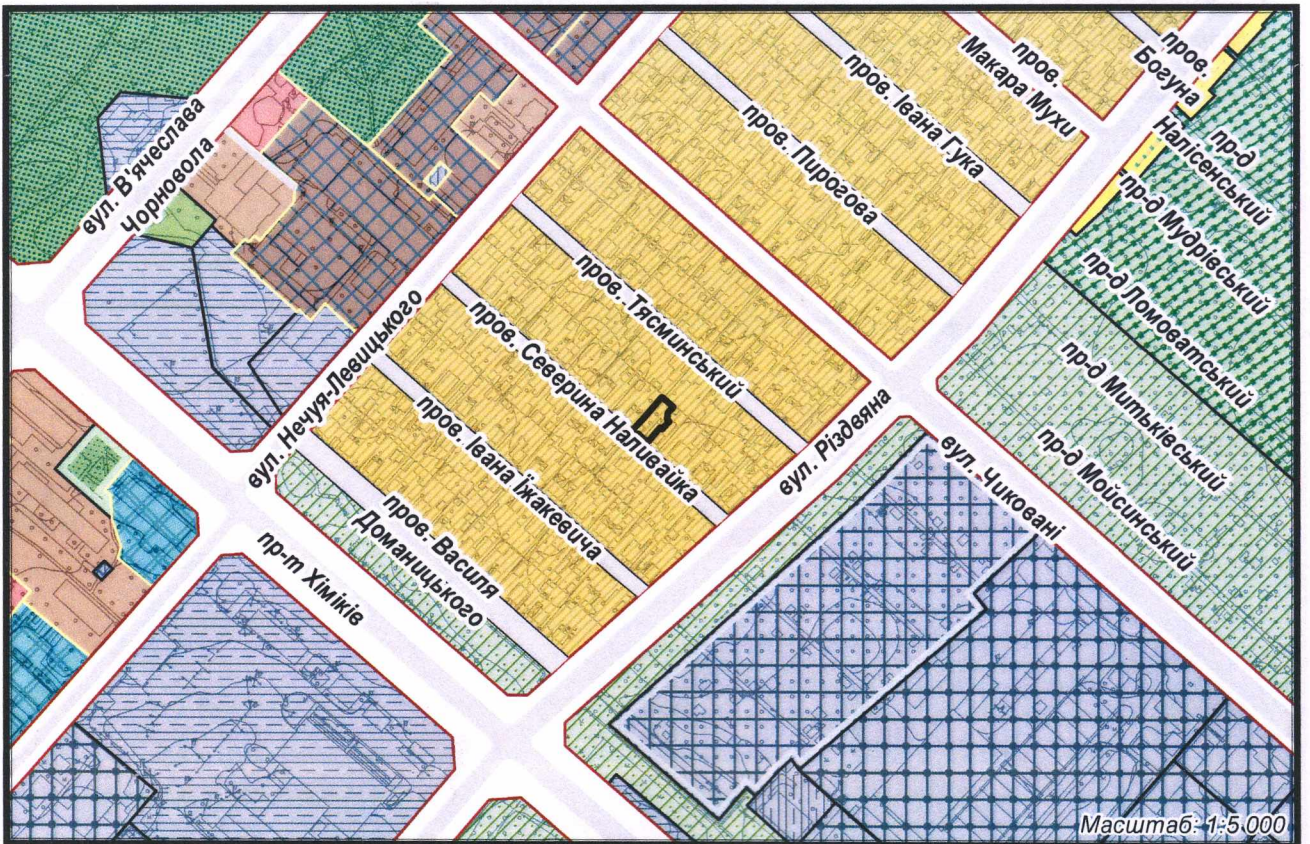 вул. В'ячеслава
Чорновола
пров. Івана Гука
пров.
Макара Мухи
пров.
Богуна
пров. Пирогова
пр-д
Налісенський
пр-д Мудрівський
пр-д Ломоватський
пр-д Митьківський
пр-д Мойсинський
пров. Тясминський
пров. Северина Наливайка
вул. Нечуя-Левицького
пров. Івана Їжакевича
вул. Різдвяна
вул. Чиковані
пров. Василя
Доманицького
пр-т Хіміків
Масштаб: 1:5 000